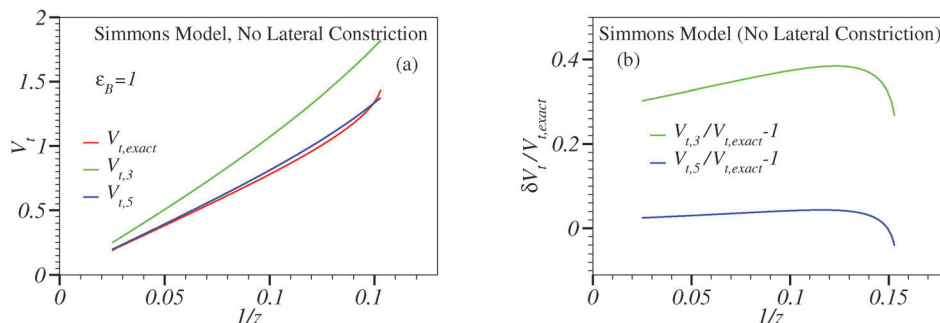 Simmons Model, No Lateral Constriction
(a)
ε_B=1
V_t,exact
V_t,3
V_t,5
V_t
2
1.5
1
0.5
0
0
0.05
0.1
0.1
1/z
Simmons Model (No Lateral Constriction)
(b)
V_t,3/V_t,exact-1
V_t,5/V_t,exact-1
δV_t/V_t,exact
0.4
0.2
0
0
0.05
0.1
0.15
1/z